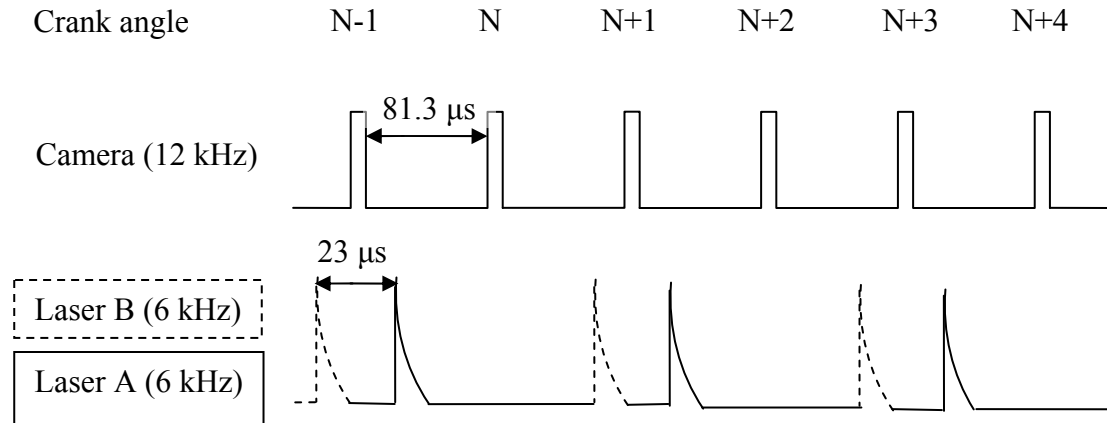 Crank angle N-1 N N+1 N+2 N+3 N+4
81.3 μs
Camera (12 kHz)
23 μs
Laser B (6 kHz)
Laser A (6 kHz)